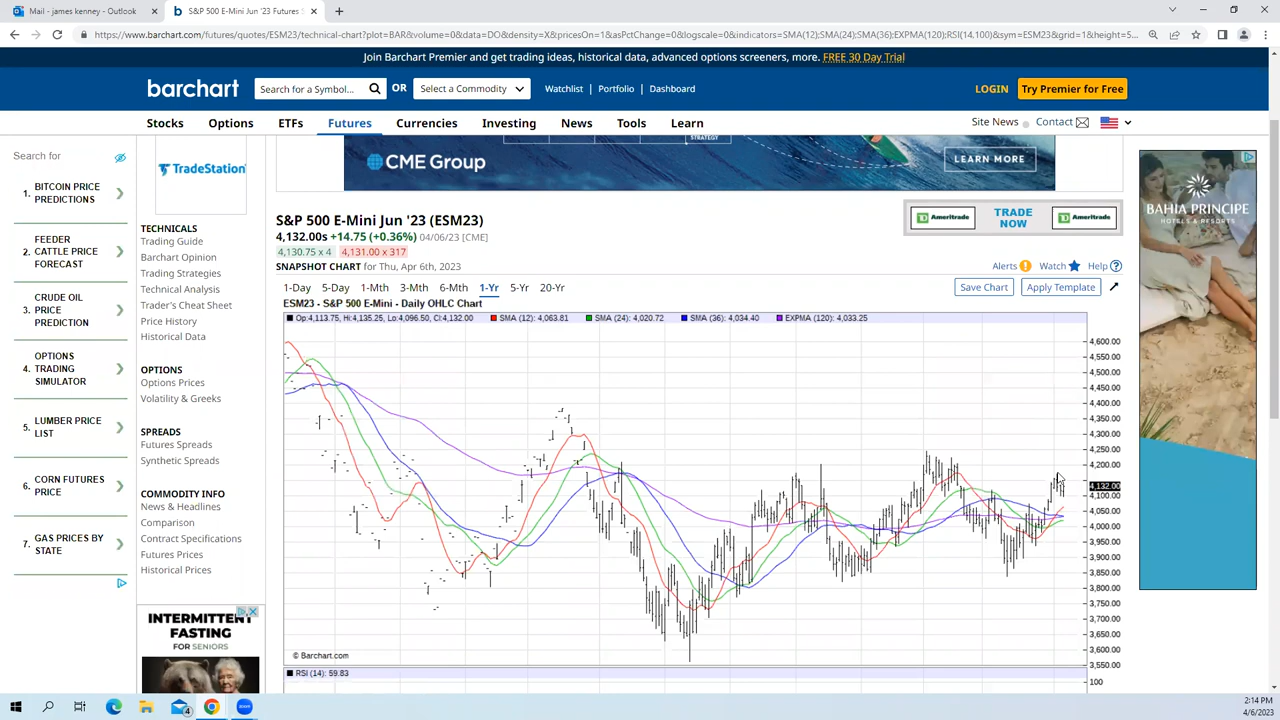 Mail - james kenney - Outlook
S&P 500 E-Mini Jun '23 Futures S
https://www.barchart.com/futures/quotes/ESM23/technical-chart?plot=BAR&volume=0&data=DO&density=X&pricesOn=1&asPctChange=0&logscale=0&indicators=SMA(12);SMA(24);SMA(36);EXPMA(120);RSI(14,100)&sym=ESM23&grid=1&height=5...
Join Barchart Premier and get trading ideas, historical data, advanced options screeners, more. FREE 30 Day Trial
barchart
Search for a Symbol...
OR
Select a Commodity
Watchlist
Portfolio
Dashboard
LOGIN
Try Premier for Free
Stocks
Options
ETFs
Futures
Currencies
Investing
News
Tools
Learn
Site News
Contact
Search for
1. BITCOIN PRICE
PREDICTIONS
2. FEEDER
CATTLE PRICE
FORECAST
3. CRUDE OIL
PRICE
PREDICTION
4. OPTIONS
TRADING
SIMULATOR
5. LUMBER PRICE
LIST
6. CORN FUTURES
PRICE
7. GAS PRICES BY
STATE
TradeStation
TECHNICALS
Trading Guide
Barchart Opinion
Trading Strategies
Technical Analysis
Trader's Cheat Sheet
Price History
Historical Data
OPTIONS
Options Prices
Volatility & Greeks
SPREADS
Futures Spreads
Synthetic Spreads
COMMODITY INFO
News & Headlines
Comparison
Contract Specifications
Futures Prices
Historical Prices
INTERMITTENT
FASTING
FOR SENIORS
STRATEGY
CME Group
LEARN MORE
S&P 500 E-Mini Jun '23 (ESM23)
4,132.00s +14.75 (+0.36%) 04/06/23 [CME]
4,130.75 x 4 4,131.00 x 317
SNAPSHOT CHART for Thu, Apr 6th, 2023
Ameritrade
TRADE
NOW
Ameritrade
Alerts
Watch
Help
1-Day
5-Day
1-Mth
3-Mth
6-Mth
1-Yr
5-Yr
20-Yr
Save Chart
Apply Template
ESM23 - S&P 500 E-Mini - Daily OHLC Chart
Op:4,113.75, Hi:4,135.25, Lo:4,096.50, Cl:4,132.00
SMA (12): 4,063.81
SMA (24): 4,020.72
SMA (36): 4,034.40
EXPMA (120): 4,033.25
4,600.00
4,550.00
4,500.00
4,450.00
4,400.00
4,350.00
4,300.00
4,250.00
4,200.00
4,132.00
4,100.00
4,050.00
4,000.00
3,950.00
3,900.00
3,850.00
3,800.00
3,750.00
3,700.00
3,650.00
3,600.00
3,550.00
© Barchart.com
RSI (14): 59.83
100
BAHIA PRINCIPE
HOTELS & RESORTS
4
2:14 PM
4/6/2023